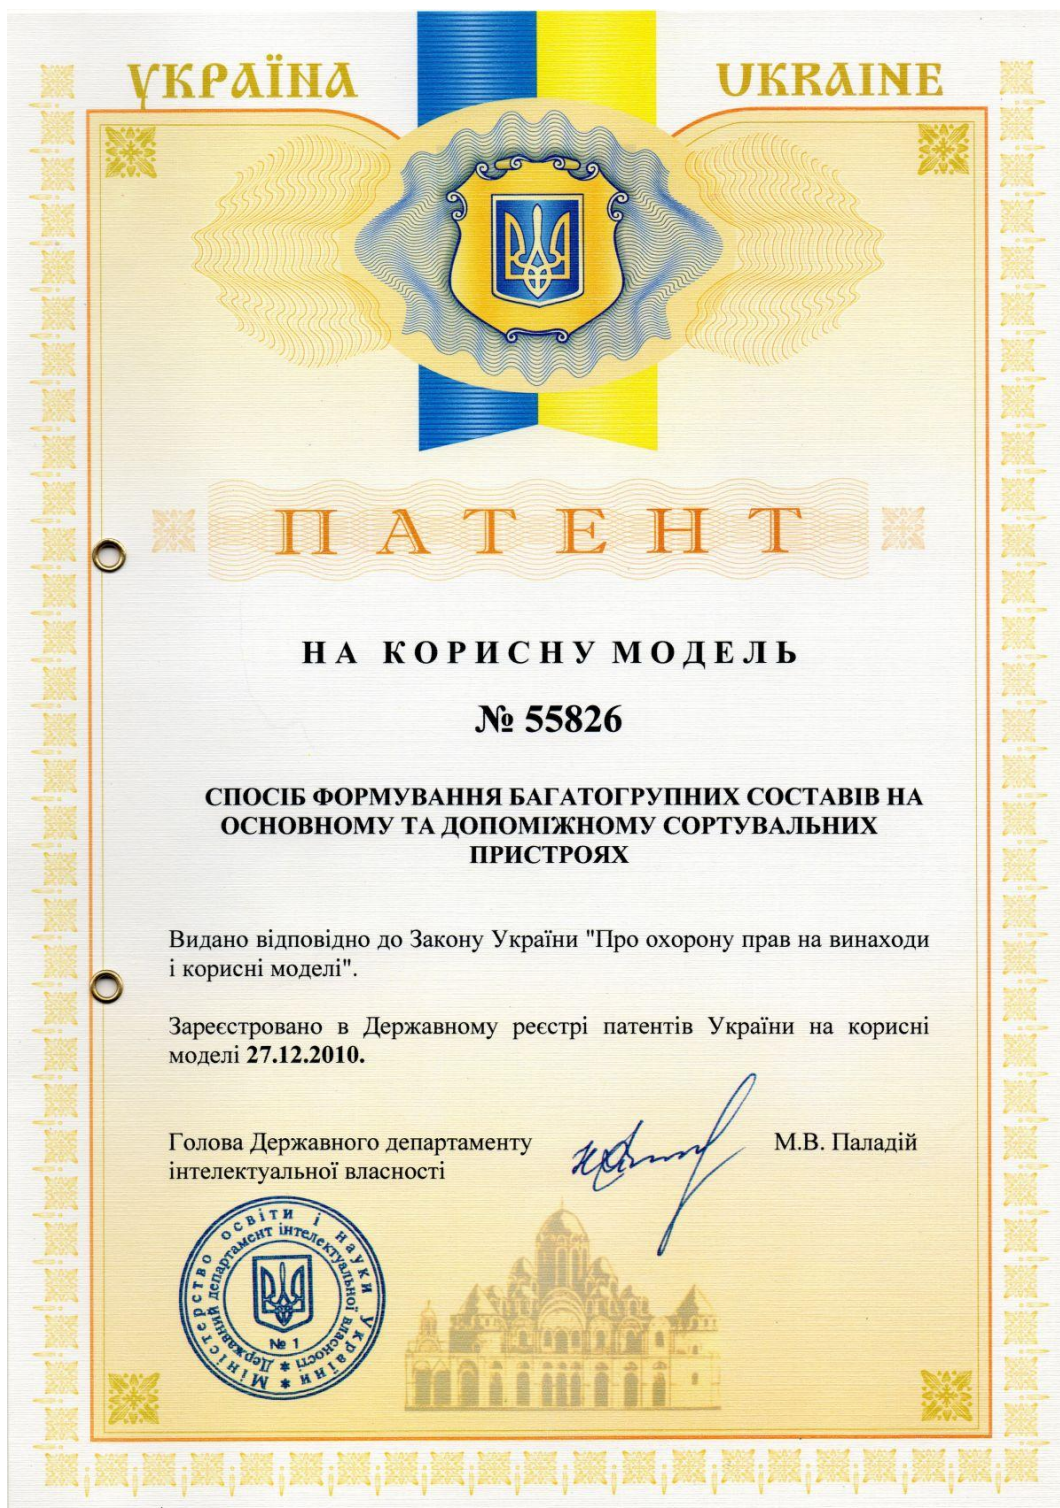 УКРАЇНА
UKRAINE
ПАТЕНТ
НА КОРИСНУ МОДЕЛЬ
№ 55826
СПОСІБ ФОРМУВАННЯ БАГАТОГРУПНИХ СОСТАВІВ НА
ОСНОВНОМУ ТА ДОПОМІЖНОМУ СОРТУВАЛЬНИХ
ПРИСТРОЯХ
Видано відповідно до Закону України "Про охорону прав на винаходи
і корисні моделі".
Зареєстровано в Державному реєстрі патентів України на корисні
моделі 27.12.2010.
Голова Державного департаменту
інтелектуальної власності
М.В. Паладій
Міністерство освіти і науки України
Державний департамент інтелектуальної власності
№ 1